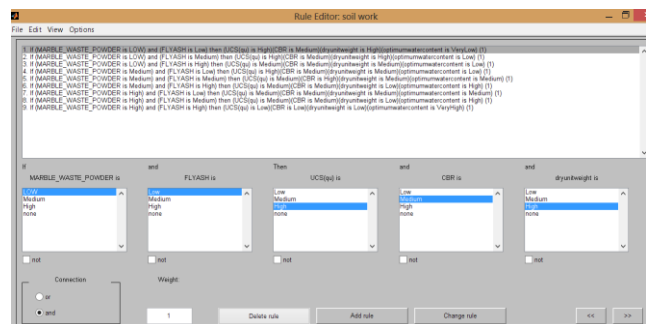 Rule Editor: soil work
File Edit View Options
1. If (MARBLE_WASTE_POWDER is LOW) and (FLYASH is Low) then (UCS(qu) is High)(CBR is Medium)(dryunitweight is High)(optimumwatercontent is VeryLow) (1)
2. If (MARBLE_WASTE_POWDER is LOW) and (FLYASH is Medium) then (UCS(qu) is High)(CBR is Medium)(dryunitweight is High)(optimumwatercontent is Low) (1)
3. If (MARBLE_WASTE_POWDER is LOW) and (FLYASH is High) then (UCS(qu) is Medium)(CBR is Medium)(dryunitweight is Medium)(optimumwatercontent is Low) (1)
4. If (MARBLE_WASTE_POWDER is Medium) and (FLYASH is Low) then (UCS(qu) is High)(CBR is Medium)(dryunitweight is Medium)(optimumwatercontent is Low) (1)
5. If (MARBLE_WASTE_POWDER is Medium) and (FLYASH is Medium) then (UCS(qu) is Medium)(CBR is Medium)(dryunitweight is Medium)(optimumwatercontent is Medium) (1)
6. If (MARBLE_WASTE_POWDER is Medium) and (FLYASH is High) then (UCS(qu) is Medium)(CBR is Medium)(dryunitweight is Low)(optimumwatercontent is High) (1)
7. If (MARBLE_WASTE_POWDER is High) and (FLYASH is Low) then (UCS(qu) is Medium)(CBR is Medium)(dryunitweight is Medium)(optimumwatercontent is Medium) (1)
8. If (MARBLE_WASTE_POWDER is High) and (FLYASH is Medium) then (UCS(qu) is Medium)(CBR is Medium)(dryunitweight is Low)(optimumwatercontent is High) (1)
9. If (MARBLE_WASTE_POWDER is High) and (FLYASH is High) then (UCS(qu) is Low)(CBR is Low)(dryunitweight is Low)(optimumwatercontent is VeryHigh) (1)
If and Then and and
MARBLE_WASTE_POWDER is FLYASH is UCS(qu) is CBR is dryunitweight is
LOW Low Low Low Low
Medium Medium Medium Medium Medium
High High High High High
none none none none none
not not not not not
Connection Weight:
or
and 1 Delete rule Add rule Change rule << >>